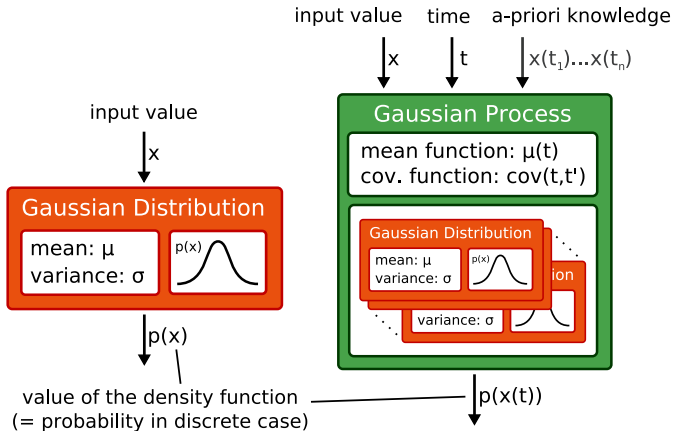 input value
x
Gaussian Distribution
mean: μ
variance: σ
p(x)
p(x)
value of the density function
(= probability in discrete case)
input value time a-priori knowledge
x t x(t₁)...x(tₙ)
Gaussian Process
mean function: μ(t)
cov. function: cov(t,t')
Gaussian Distribution
mean: μ
variance: σ
p(x)
variance: σ
p(x(t))